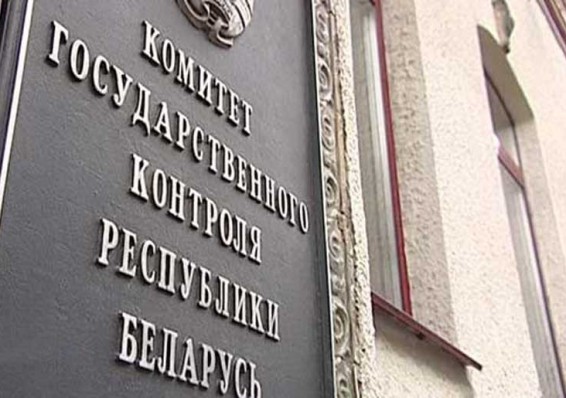 КОМИТЕТ
ГОСУДАРСТВЕННОГО
КОНТРОЛЯ
РЕСПУБЛИКИ
БЕЛАРУСЬ